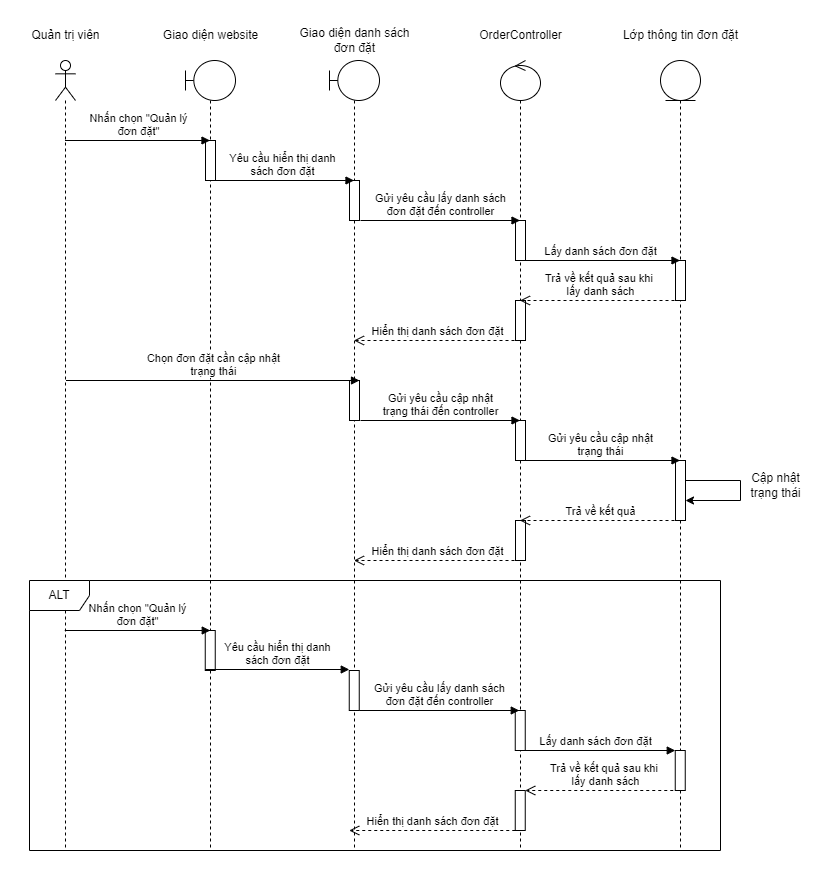 Quản trị viên
Giao diện website
Giao diện danh sách
đơn đặt
OrderController
Lớp thông tin đơn đặt
Nhấn chọn "Quản lý
đơn đặt"
Yêu cầu hiển thị danh
sách đơn đặt
Gửi yêu cầu lấy danh sách
đơn đặt đến controller
Lấy danh sách đơn đặt
Trả về kết quả sau khi
lấy danh sách
Hiển thị danh sách đơn đặt
Chọn đơn đặt cần cập nhật
trạng thái
Gửi yêu cầu cập nhật
trạng thái đến controller
Gửi yêu cầu cập nhật
trạng thái
Cập nhật
trạng thái
Trả về kết quả
Hiển thị danh sách đơn đặt
ALT
Nhấn chọn "Quản lý
đơn đặt"
Yêu cầu hiển thị danh
sách đơn đặt
Gửi yêu cầu lấy danh sách
đơn đặt đến controller
Lấy danh sách đơn đặt
Trả về kết quả sau khi
lấy danh sách
Hiển thị danh sách đơn đặt